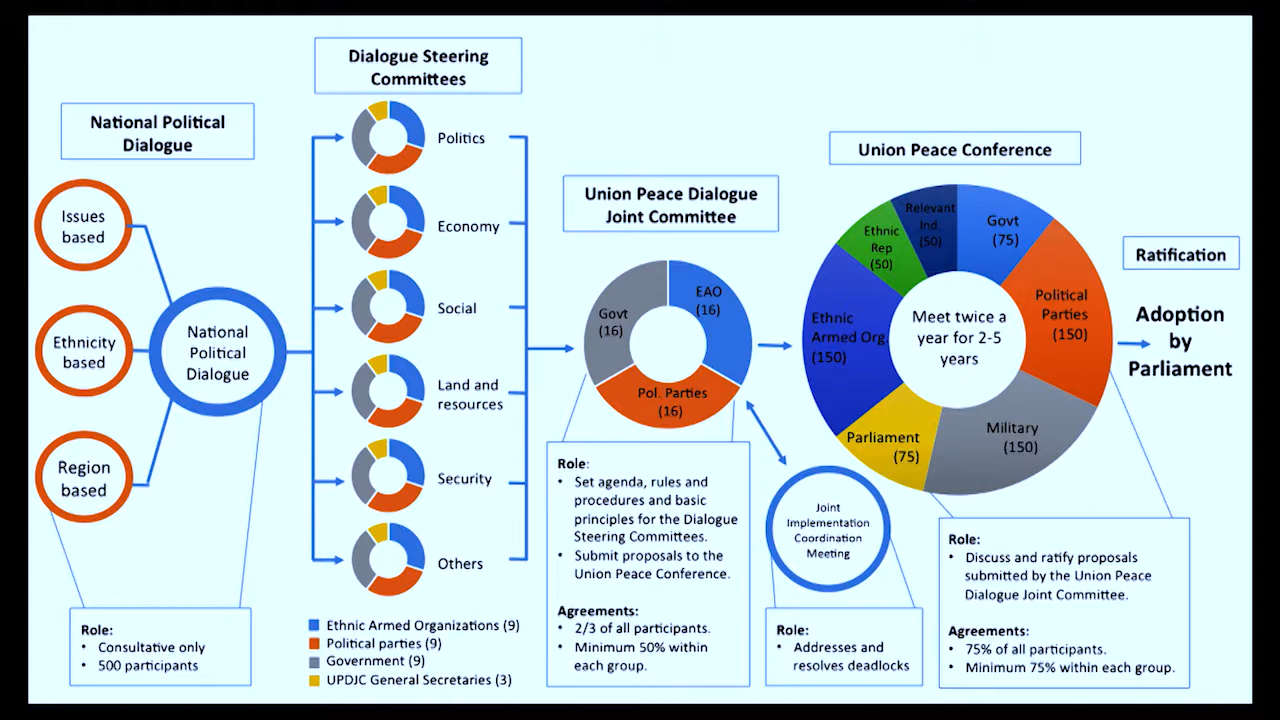 National Political
Dialogue
Issues
based
Ethnicity
based
Region
based
National
Political
Dialogue
Role:
• Consultative only
• 500 participants
Dialogue Steering
Committees
Politics
Economy
Social
Land and
resources
Security
Others
Ethnic Armed Organizations (9)
Political parties (9)
Government (9)
UPDJC General Secretaries (3)
Union Peace Dialogue
Joint Committee
Govt
(16)
EAO
(16)
Pol. Parties
(16)
Role:
• Set agenda, rules and
procedures and basic
principles for the Dialogue
Steering Committees.
• Submit proposals to the
Union Peace Conference.
Agreements:
• 2/3 of all participants.
• Minimum 50% within
each group.
Joint
Implementation
Coordination
Meeting
Role:
• Addresses and
resolves deadlocks
Union Peace Conference
Relevant
Ind.
(50)
Govt
(75)
Ethnic
Rep
(50)
Political
Parties
(150)
Ethnic
Armed Org.
(150)
Meet twice a
year for 2-5
years
Parliament
(75)
Military
(150)
Role:
• Discuss and ratify proposals
submitted by the Union Peace
Dialogue Joint Committee.
Agreements:
• 75% of all participants.
• Minimum 75% within each group.
Ratification
Adoption
by
Parliament